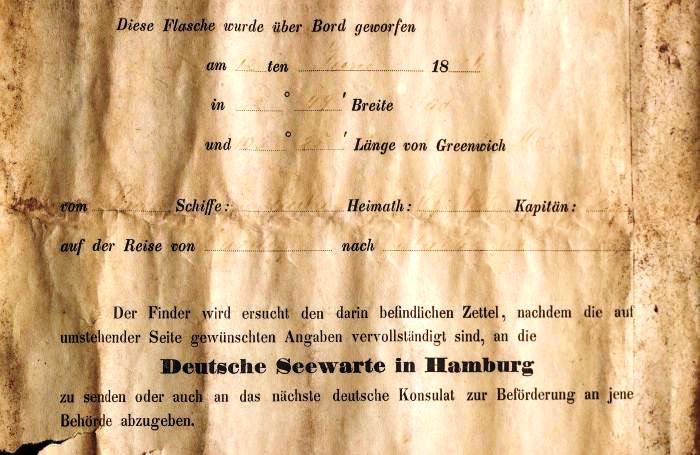 Diese Flasche wurde über Bord geworfen
am ten 18
in ° ' Breite
und ° ' Länge von Greenwich
vom Schiffe: Heimath: Kapitän:
auf der Reise von nach
Der Finder wird ersucht den darin befindlichen Zettel, nachdem die auf
umstehender Seite gewünschten Angaben vervollständigt sind, an die
Deutsche Seewarte in Hamburg
zu senden oder auch an das nächste deutsche Konsulat zur Beförderung an jene
Behörde abzugeben.